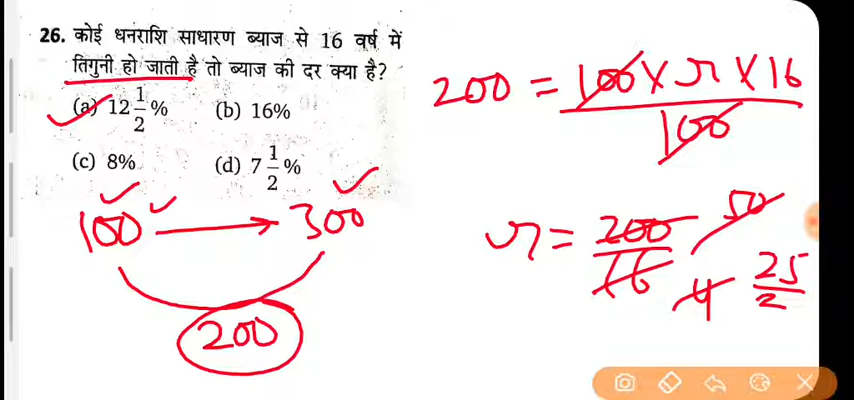 26. कोई धनराशि साधारण ब्याज से 16 वर्ष में
तिगुनी हो जाती है तो ब्याज की दर क्या है?
(a) 12 1/2 % (b) 16%
(c) 8% (d) 7 1/2 %
100 → 300
200
200 = 100 × र × 16 / 100
र = 200/16 50/4 25/2